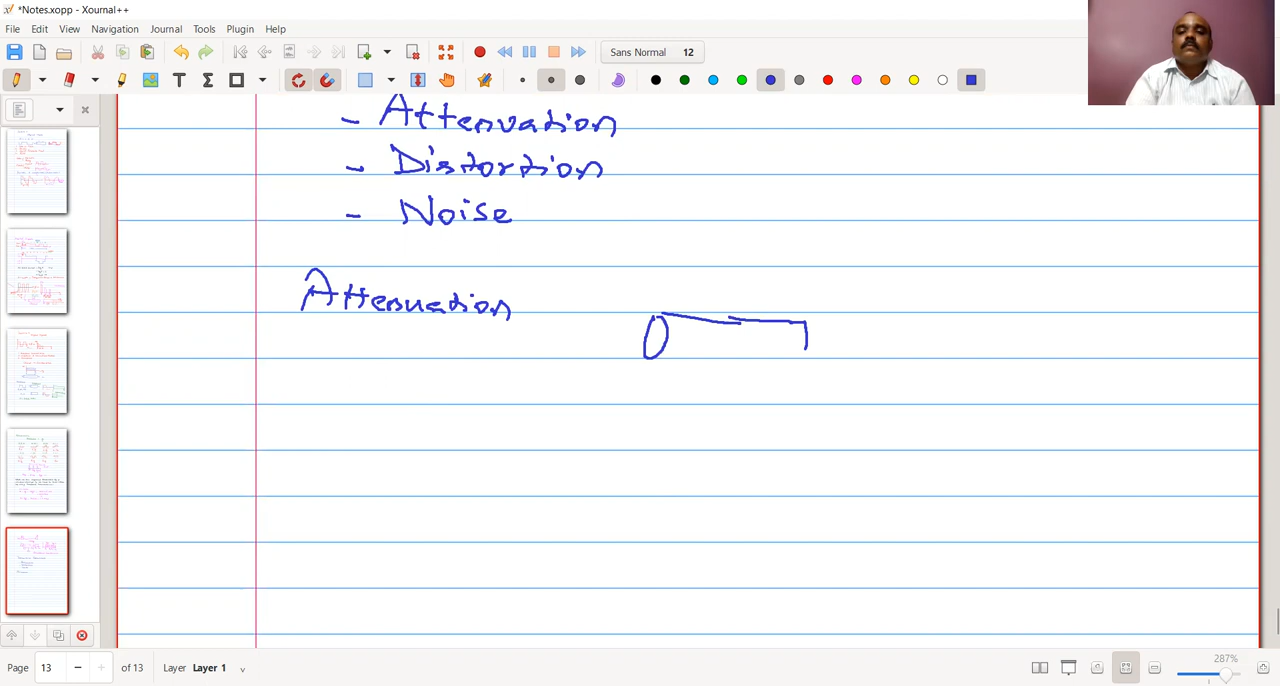 *Notes.xopp - Xournal++
File Edit View Navigation Journal Tools Plugin Help
Sans Normal 12
- Attenuation
- Distortion
- Noise
Attenuation
Page 13 of 13 Layer Layer 1 287%